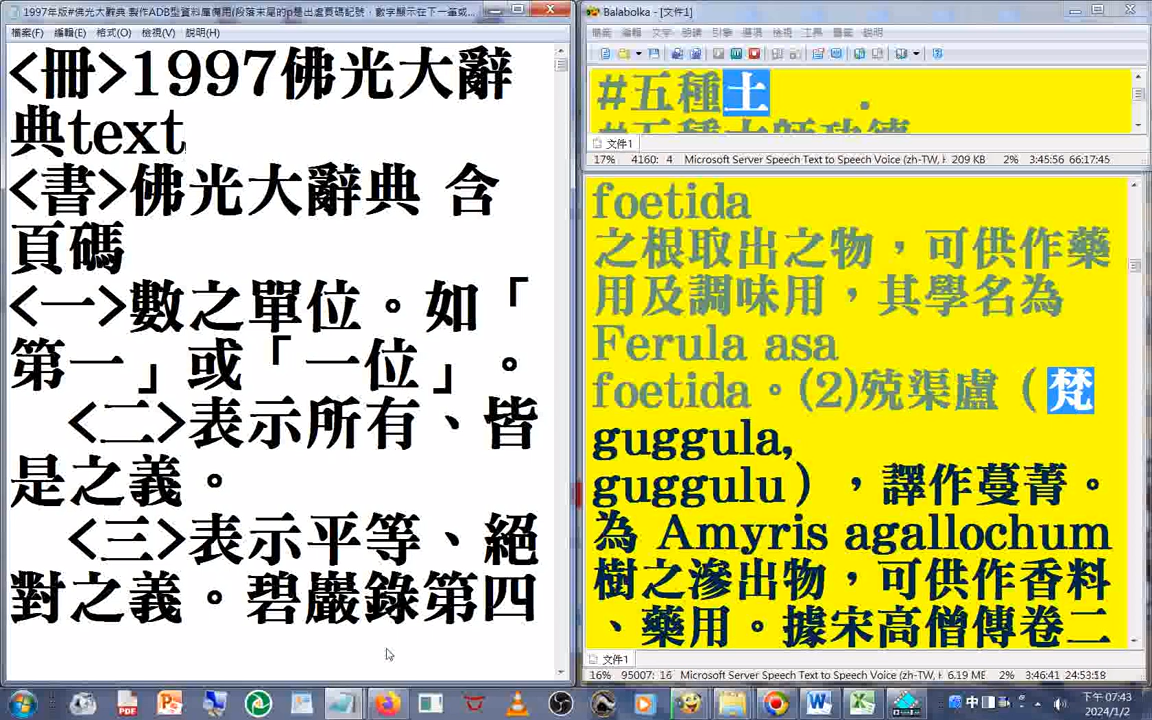 1997年版#佛光大辭典 製作ADB型資料庫備用(段落末尾的p是出處頁碼記號，數字顯示在下一筆或...
檔案(F) 編輯(E) 格式(O) 檢視(V) 說明(H)
<冊>1997佛光大辭
典text
<書>佛光大辭典 含
頁碼
<一>數之單位。如「
第一」或「一位」。
<二>表示所有、皆
是之義。
<三>表示平等、絕
對之義。碧巖錄第四
Balabolka - [文件1]
#五種土 .
#五種大師功德
文件1
17% 4160: 4 Microsoft Server Speech Text to Speech Voice (zh-TW, H 209 KB 2% 3:45:56 66:17:45
foetida
之根取出之物，可供作藥
用及調味用，其學名為
Ferula asa
foetida。(2)殑渠盧（梵
guggula,
guggulu），譯作蔓菁。
為 Amyris agallochum
樹之滲出物，可供作香料
、藥用。據宋高僧傳卷二
文件1
16% 95007: 16 Microsoft Server Speech Text to Speech Voice (zh-TW, H 6.19 ME 2% 3:46:41 24:53:18
中
下午 07:43
2024/1/2